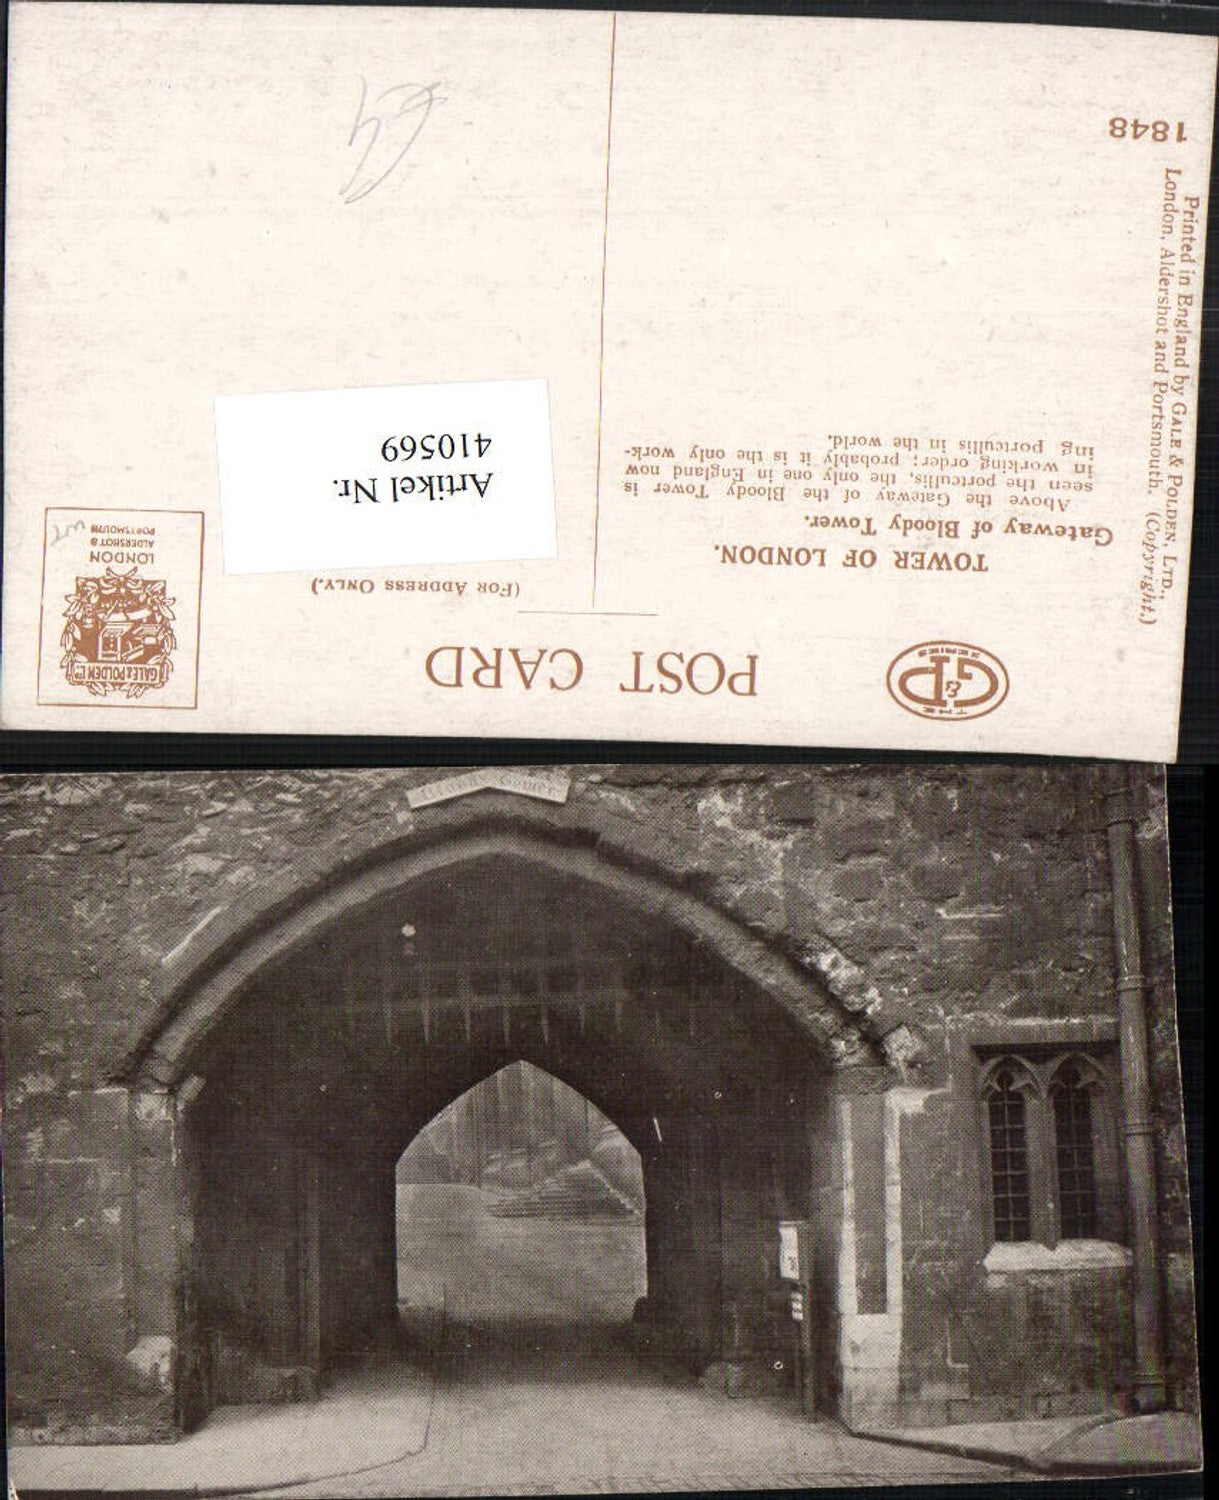 POST CARD
THE
G & P
SERIES
TOWER OF LONDON.
Gateway of Bloody Tower.
Above the Gateway of the Bloody Tower is
seen the portcullis, the only one in England now
in working order; probably it is the only work-
ing portcullis in the world.
(FOR ADDRESS ONLY.)
GALE & POLDEN LTD
LONDON
ALDERSHOT &
PORTSMOUTH
Artikel Nr.
410569
Printed in England by GALE & POLDEN, LTD.,
London, Aldershot and Portsmouth. (Copyright.)
1848